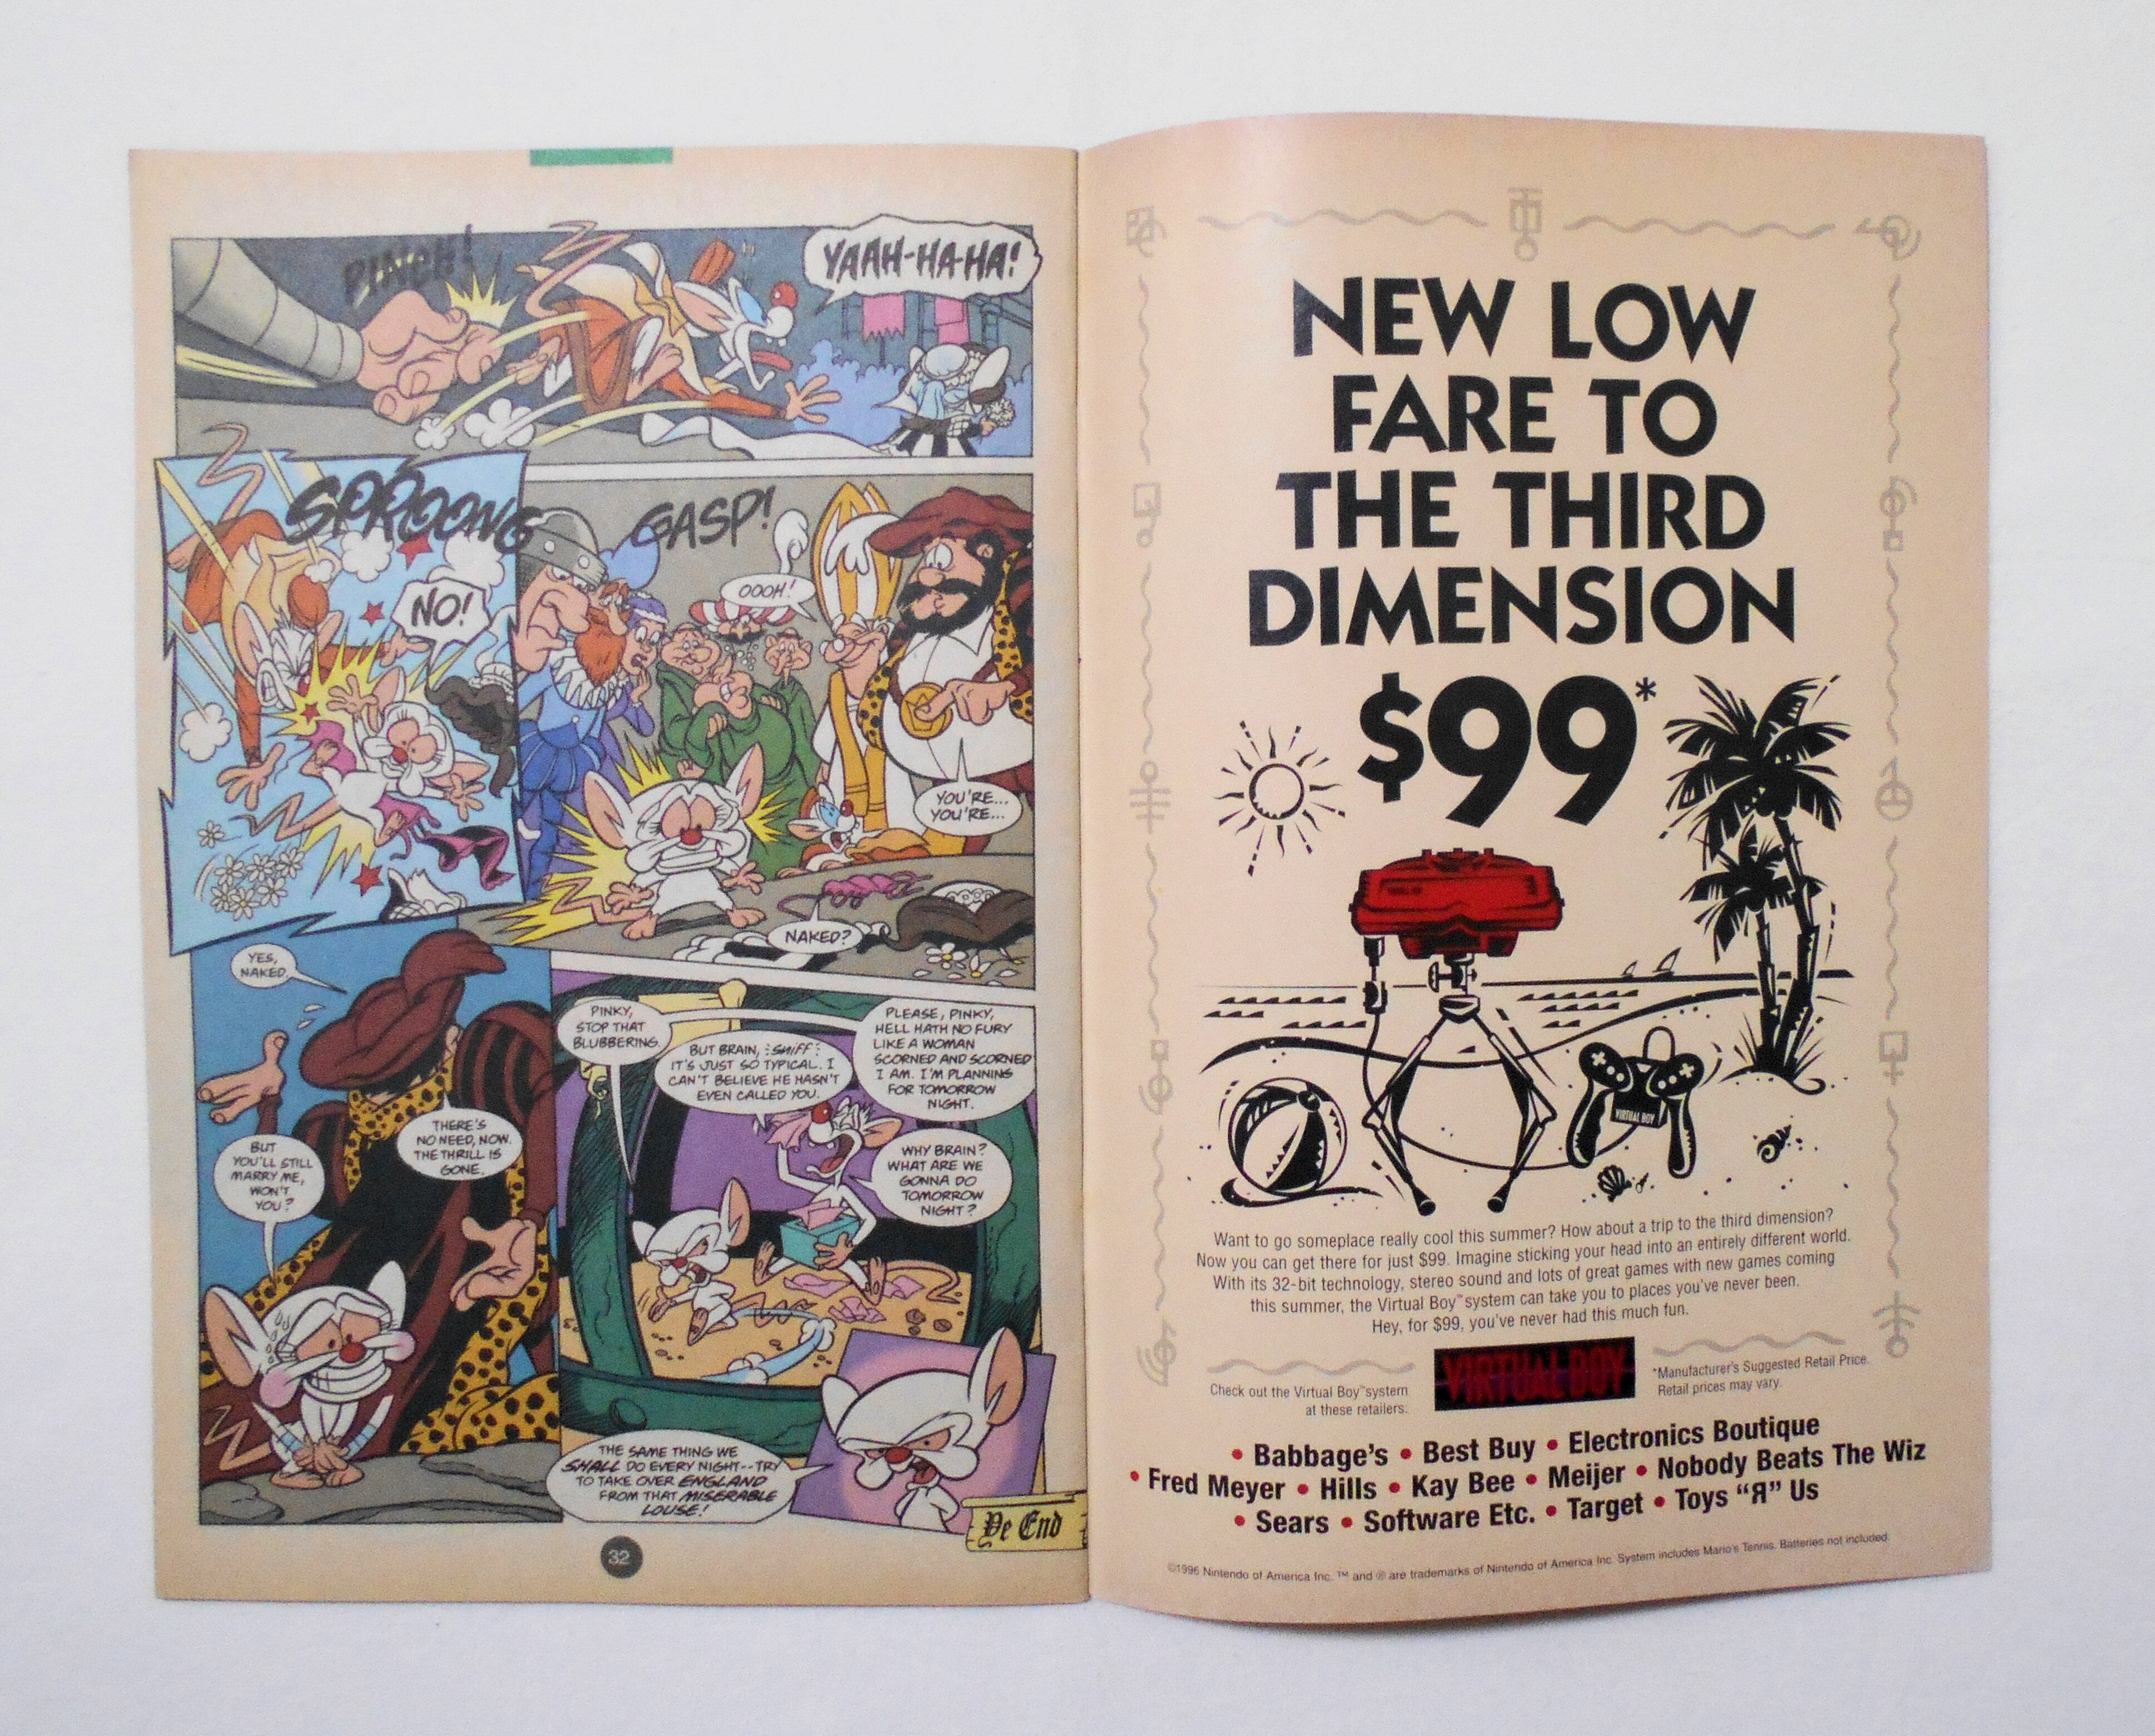 PINCH!
YAAH-HA-HA!
SPROONG
NO!
GASP!
OOOH!
YOU'RE...
YOU'RE...
NAKED?
YES,
NAKED.
BUT
YOU'LL STILL
MARRY ME,
WON'T
YOU?
THERE'S
NO NEED, NOW.
THE THRILL IS
GONE.
PINKY,
STOP THAT
BLUBBERING.
BUT BRAIN, :SNIFF:
IT'S JUST SO TYPICAL. I
CAN'T BELIEVE HE HASN'T
EVEN CALLED YOU.
PLEASE, PINKY,
HELL HATH NO FURY
LIKE A WOMAN
SCORNED AND SCORNED
I AM. I'M PLANNING
FOR TOMORROW
NIGHT.
WHY BRAIN?
WHAT ARE WE
GONNA DO
TOMORROW
NIGHT?
THE SAME THING WE
SHALL DO EVERY NIGHT--TRY
TO TAKE OVER ENGLAND
FROM THAT MISERABLE
LOUSE!
Ye End
32
NEW LOW
FARE TO
THE THIRD
DIMENSION
$99*
VIRTUAL BOY
Want to go someplace really cool this summer? How about a trip to the third dimension?
Now you can get there for just $99. Imagine sticking your head into an entirely different world.
With its 32-bit technology, stereo sound and lots of great games with new games coming
this summer, the Virtual Boy™ system can take you to places you've never been.
Hey, for $99, you've never had this much fun.
Check out the Virtual Boy™ system
at these retailers:
VIRTUAL BOY
*Manufacturer's Suggested Retail Price.
Retail prices may vary.
• Babbage's • Best Buy • Electronics Boutique
• Fred Meyer • Hills • Kay Bee • Meijer • Nobody Beats The Wiz
• Sears • Software Etc. • Target • Toys "Я" Us
©1996 Nintendo of America Inc. ™ and ® are trademarks of Nintendo of America Inc. System includes Mario's Tennis. Batteries not included.